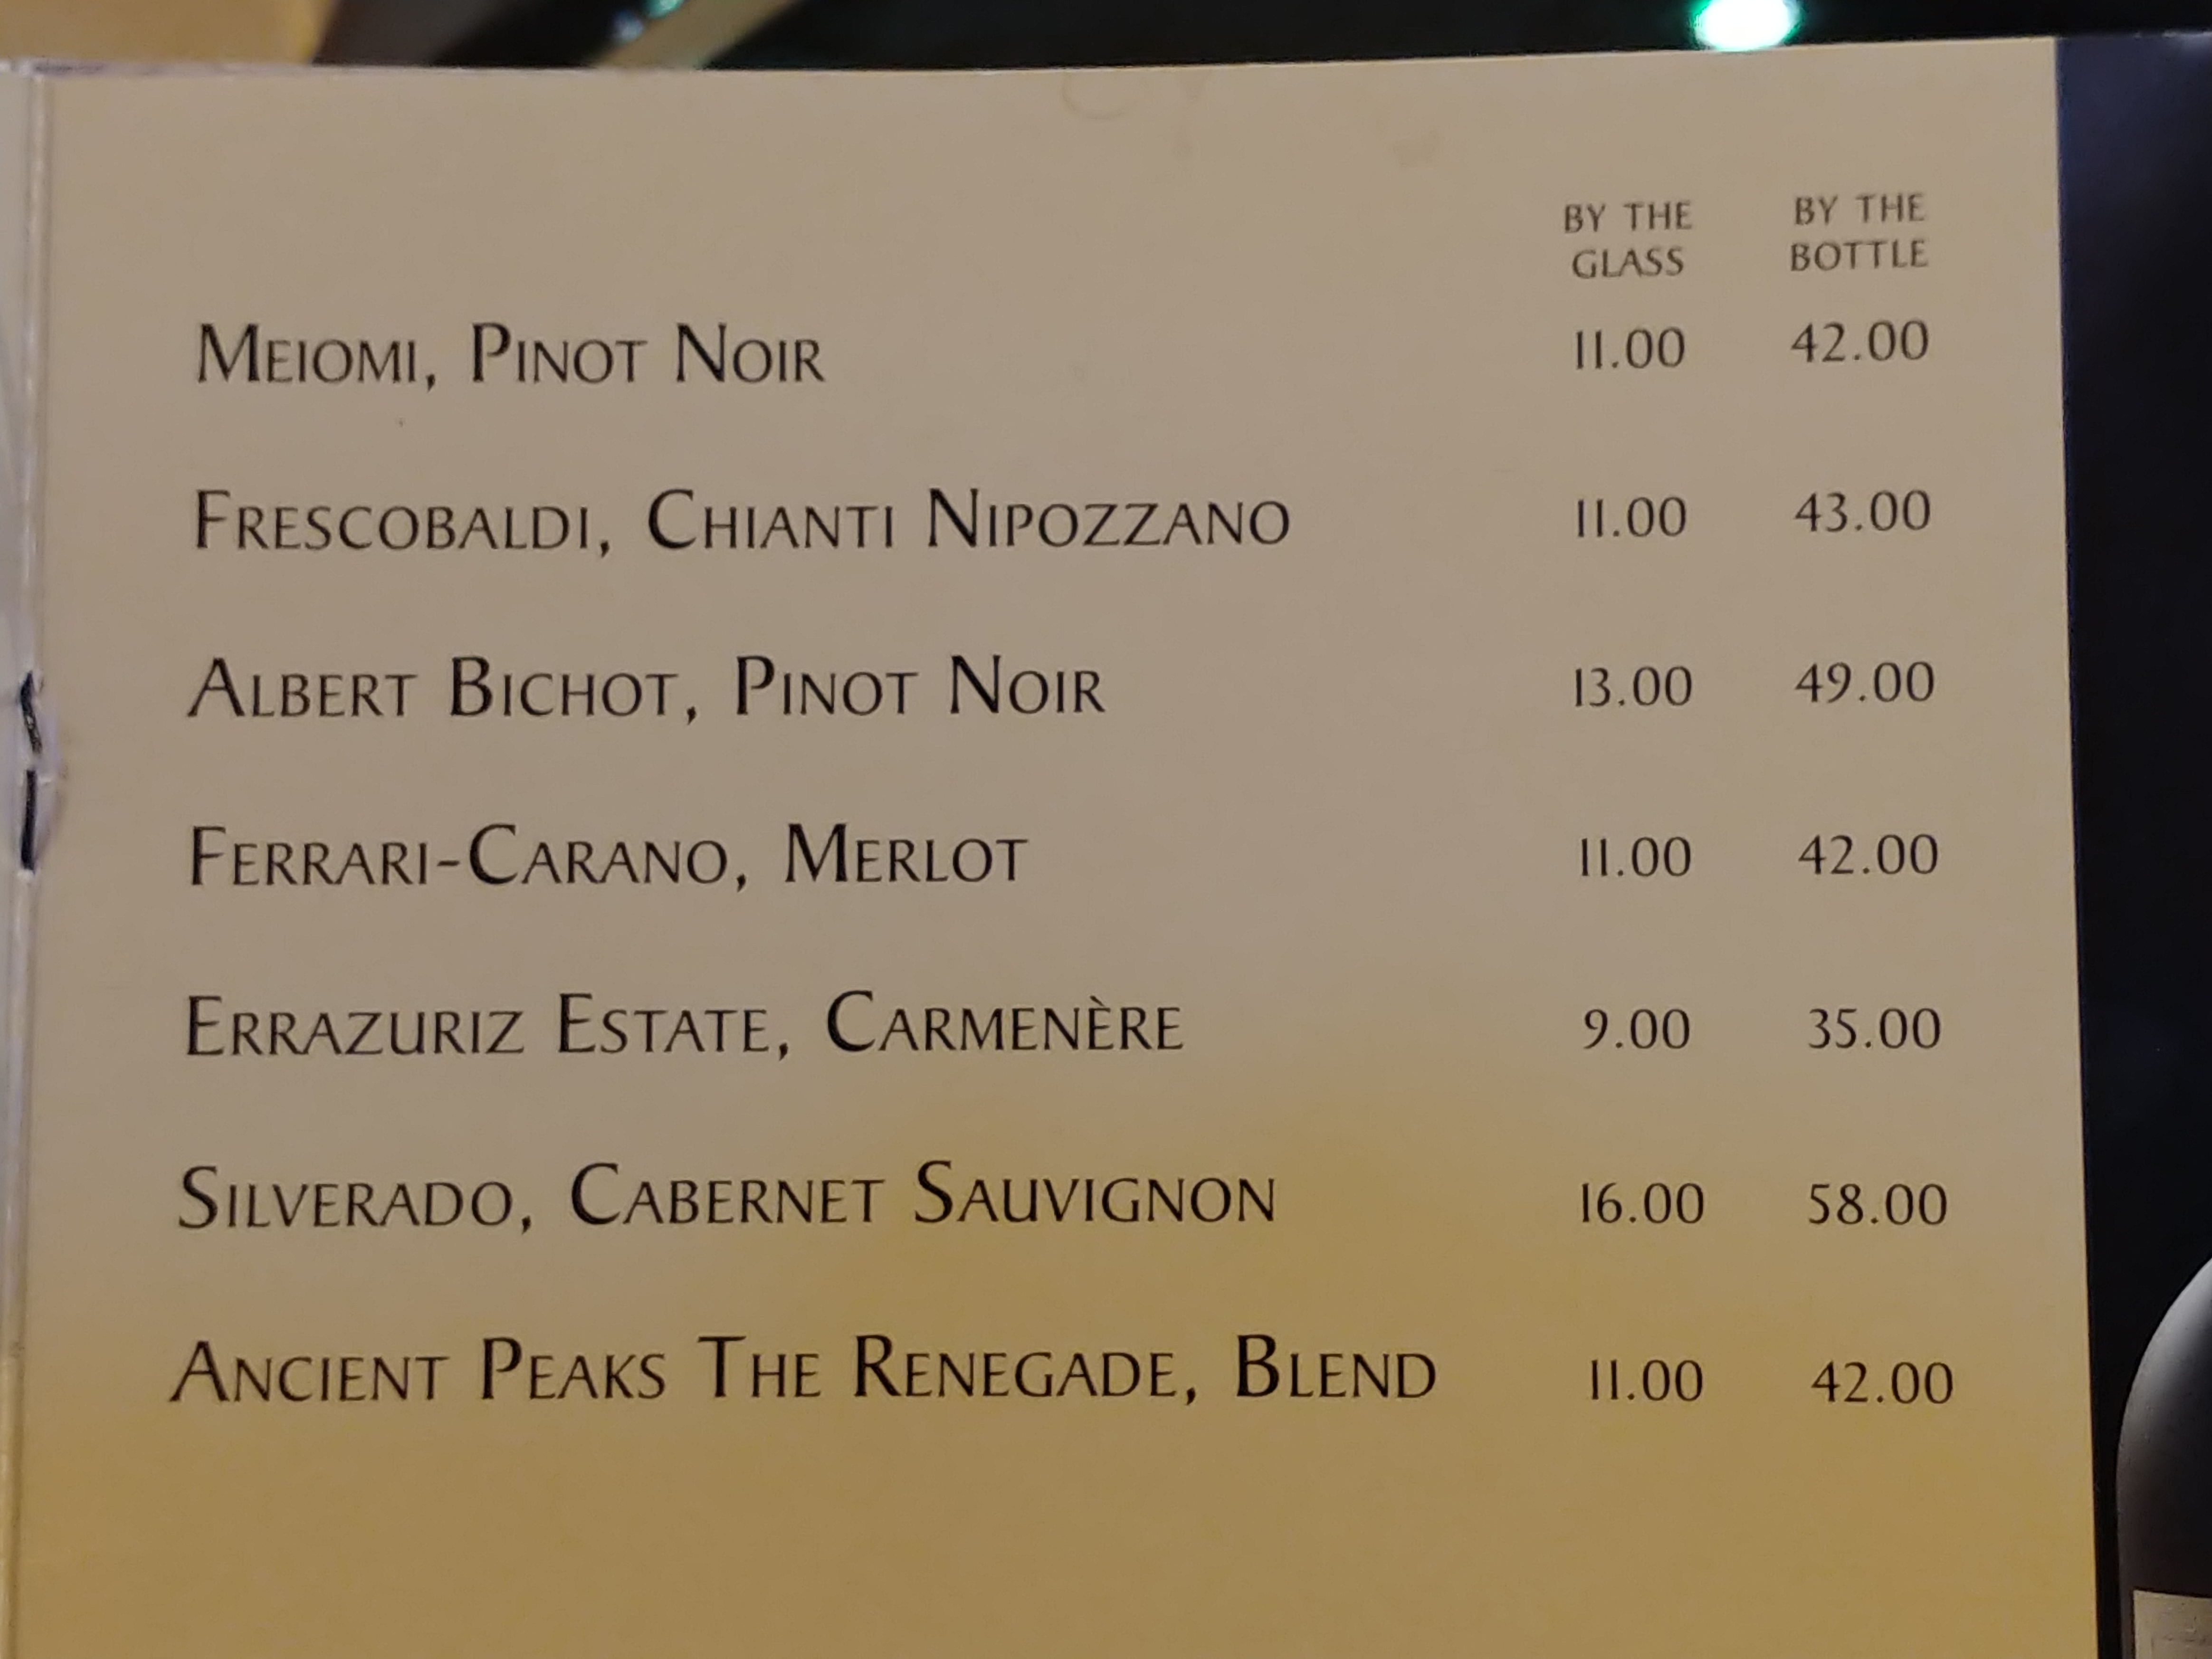 BY THE GLASS BY THE BOTTLE
MEIOMI, PINOT NOIR 11.00 42.00
FRESCOBALDI, CHIANTI NIPOZZANO 11.00 43.00
ALBERT BICHOT, PINOT NOIR 13.00 49.00
FERRARI-CARANO, MERLOT 11.00 42.00
ERRAZURIZ ESTATE, CARMENÈRE 9.00 35.00
SILVERADO, CABERNET SAUVIGNON 16.00 58.00
ANCIENT PEAKS THE RENEGADE, BLEND 11.00 42.00